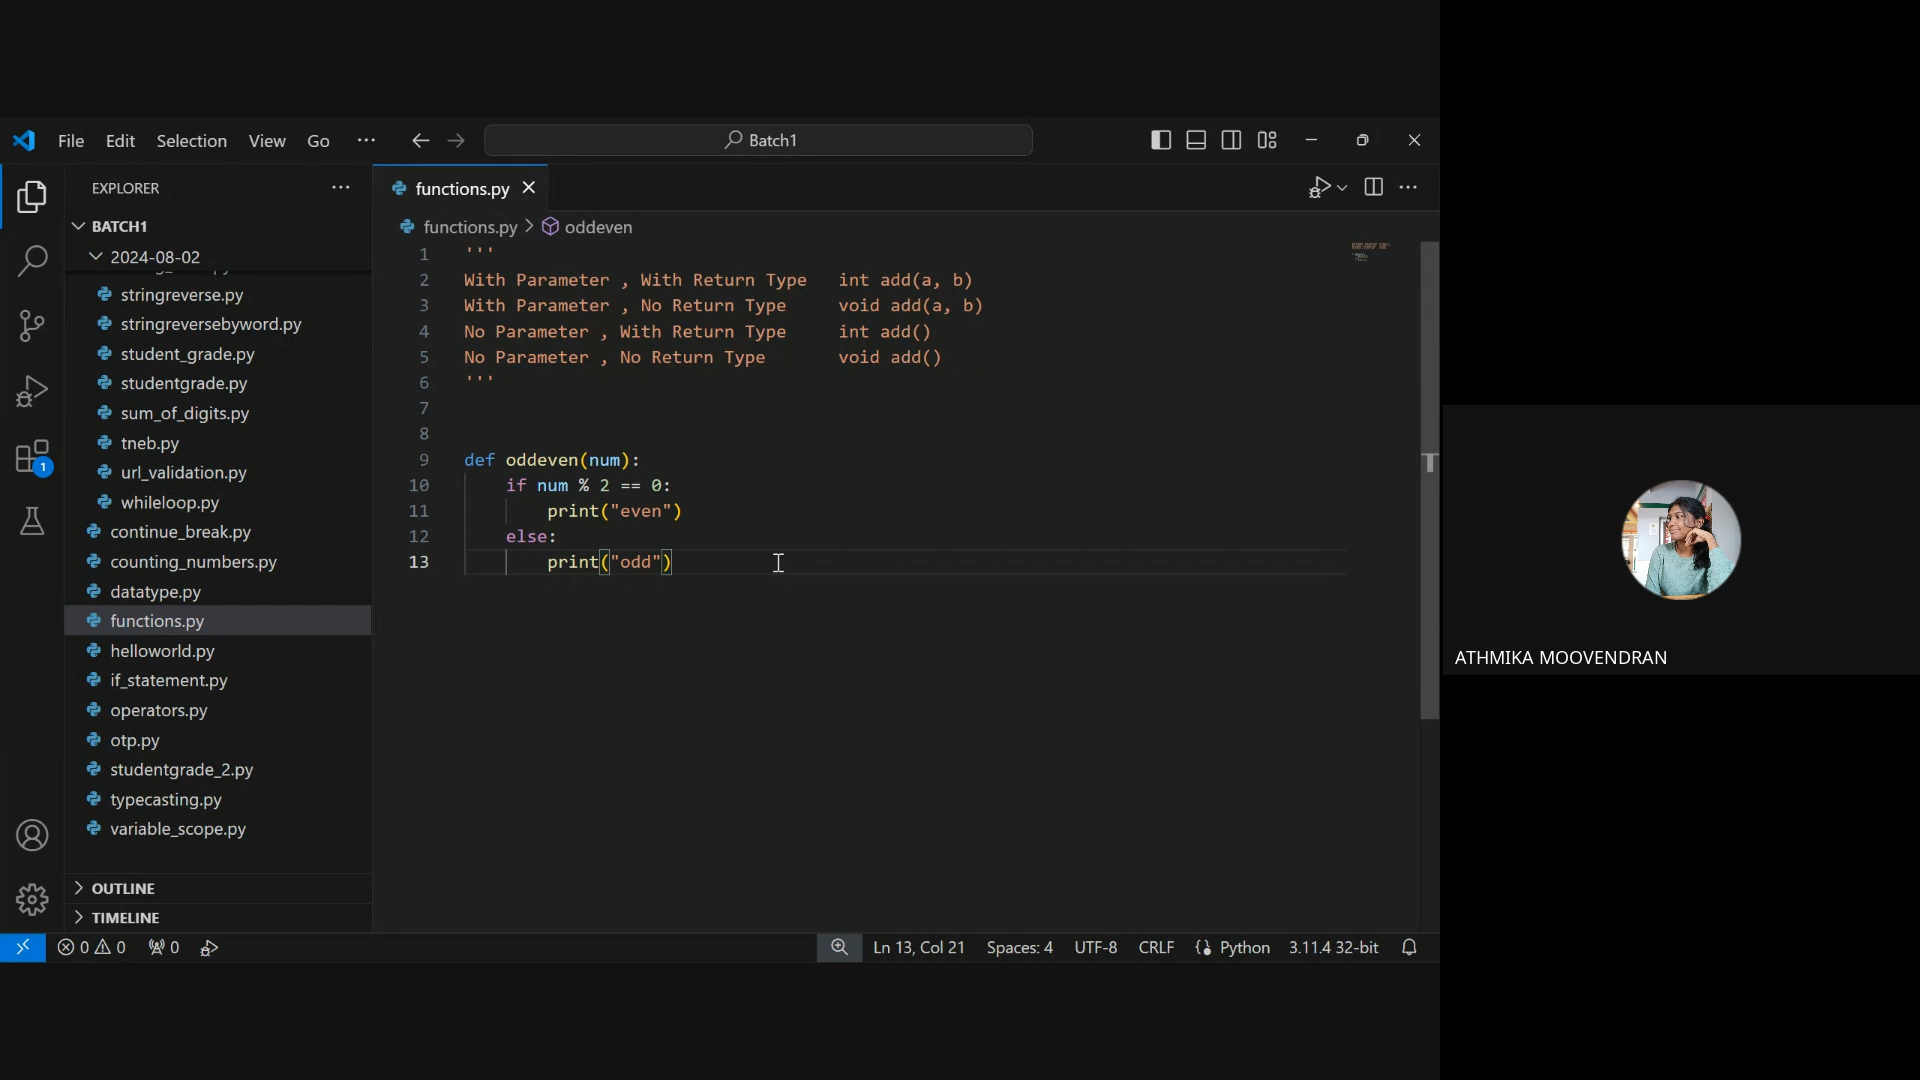 File Edit Selection View Go ··· Batch1
EXPLORER ···
BATCH1
2024-08-02
stringreverse.py
stringreversebyword.py
student_grade.py
studentgrade.py
sum_of_digits.py
tneb.py
url_validation.py
whileloop.py
continue_break.py
counting_numbers.py
datatype.py
functions.py
helloworld.py
if_statement.py
operators.py
otp.py
studentgrade_2.py
typecasting.py
variable_scope.py
OUTLINE
TIMELINE
functions.py
functions.py > oddeven
1 '''
2 With Parameter , With Return Type   int add(a, b)
3 With Parameter , No Return Type     void add(a, b)
4 No Parameter , With Return Type     int add()
5 No Parameter , No Return Type       void add()
6 '''
7
8
9 def oddeven(num):
10     if num % 2 == 0:
11         print("even")
12     else:
13         print("odd")
1
0 0 0
Ln 13, Col 21 Spaces: 4 UTF-8 CRLF Python 3.11.4 32-bit
ATHMIKA MOOVENDRAN